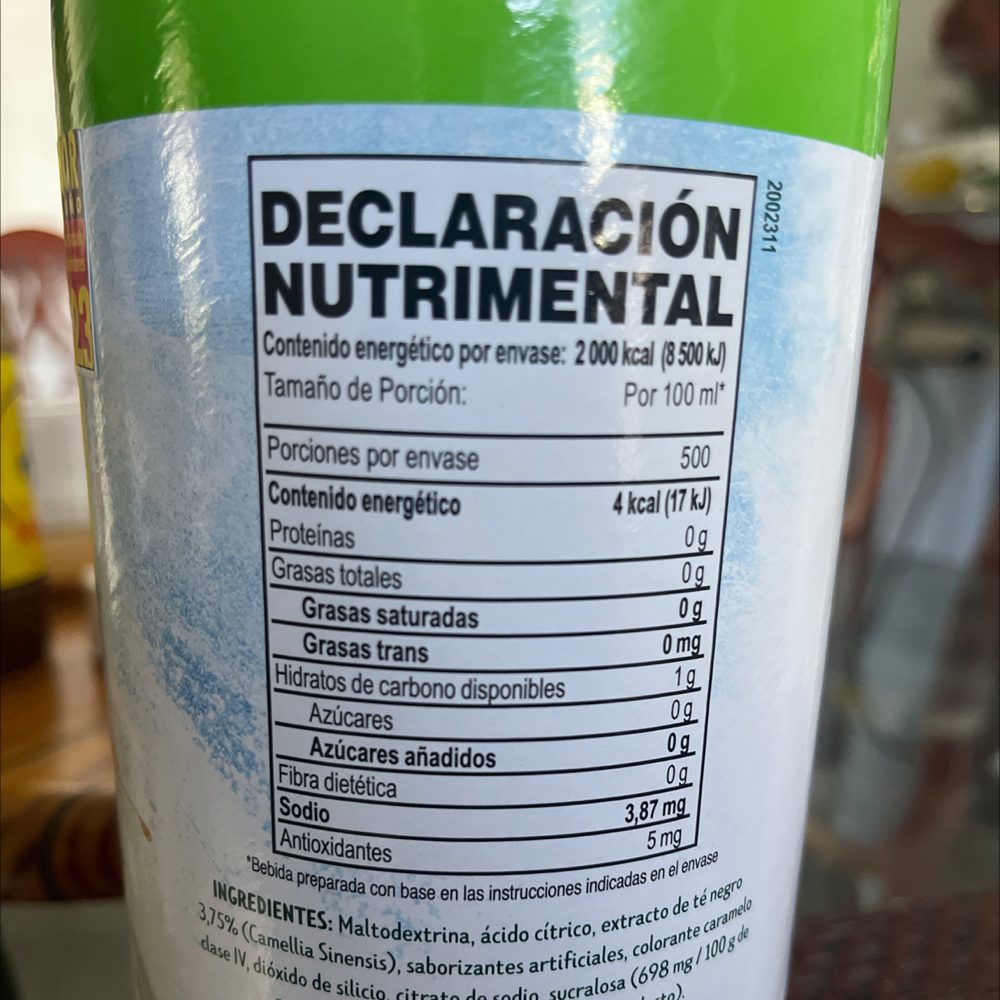 2002311
DECLARACIÓN
NUTRIMENTAL
Contenido energético por envase: 2 000 kcal (8 500 kJ)
Tamaño de Porción: Por 100 ml*
Porciones por envase 500
Contenido energético 4 kcal (17 kJ)
Proteínas 0 g
Grasas totales 0 g
Grasas saturadas 0 g
Grasas trans 0 mg
Hidratos de carbono disponibles 1 g
Azúcares 0 g
Azúcares añadidos 0 g
Fibra dietética 0 g
Sodio 3,87 mg
Antioxidantes 5 mg
*Bebida preparada con base en las instrucciones indicadas en el envase
INGREDIENTES: Maltodextrina, ácido cítrico, extracto de té negro
3,75% (Camellia Sinensis), saborizantes artificiales, colorante caramelo
clase IV, dióxido de silicio, citrato de sodio, sucralosa (698 mg / 100 g de